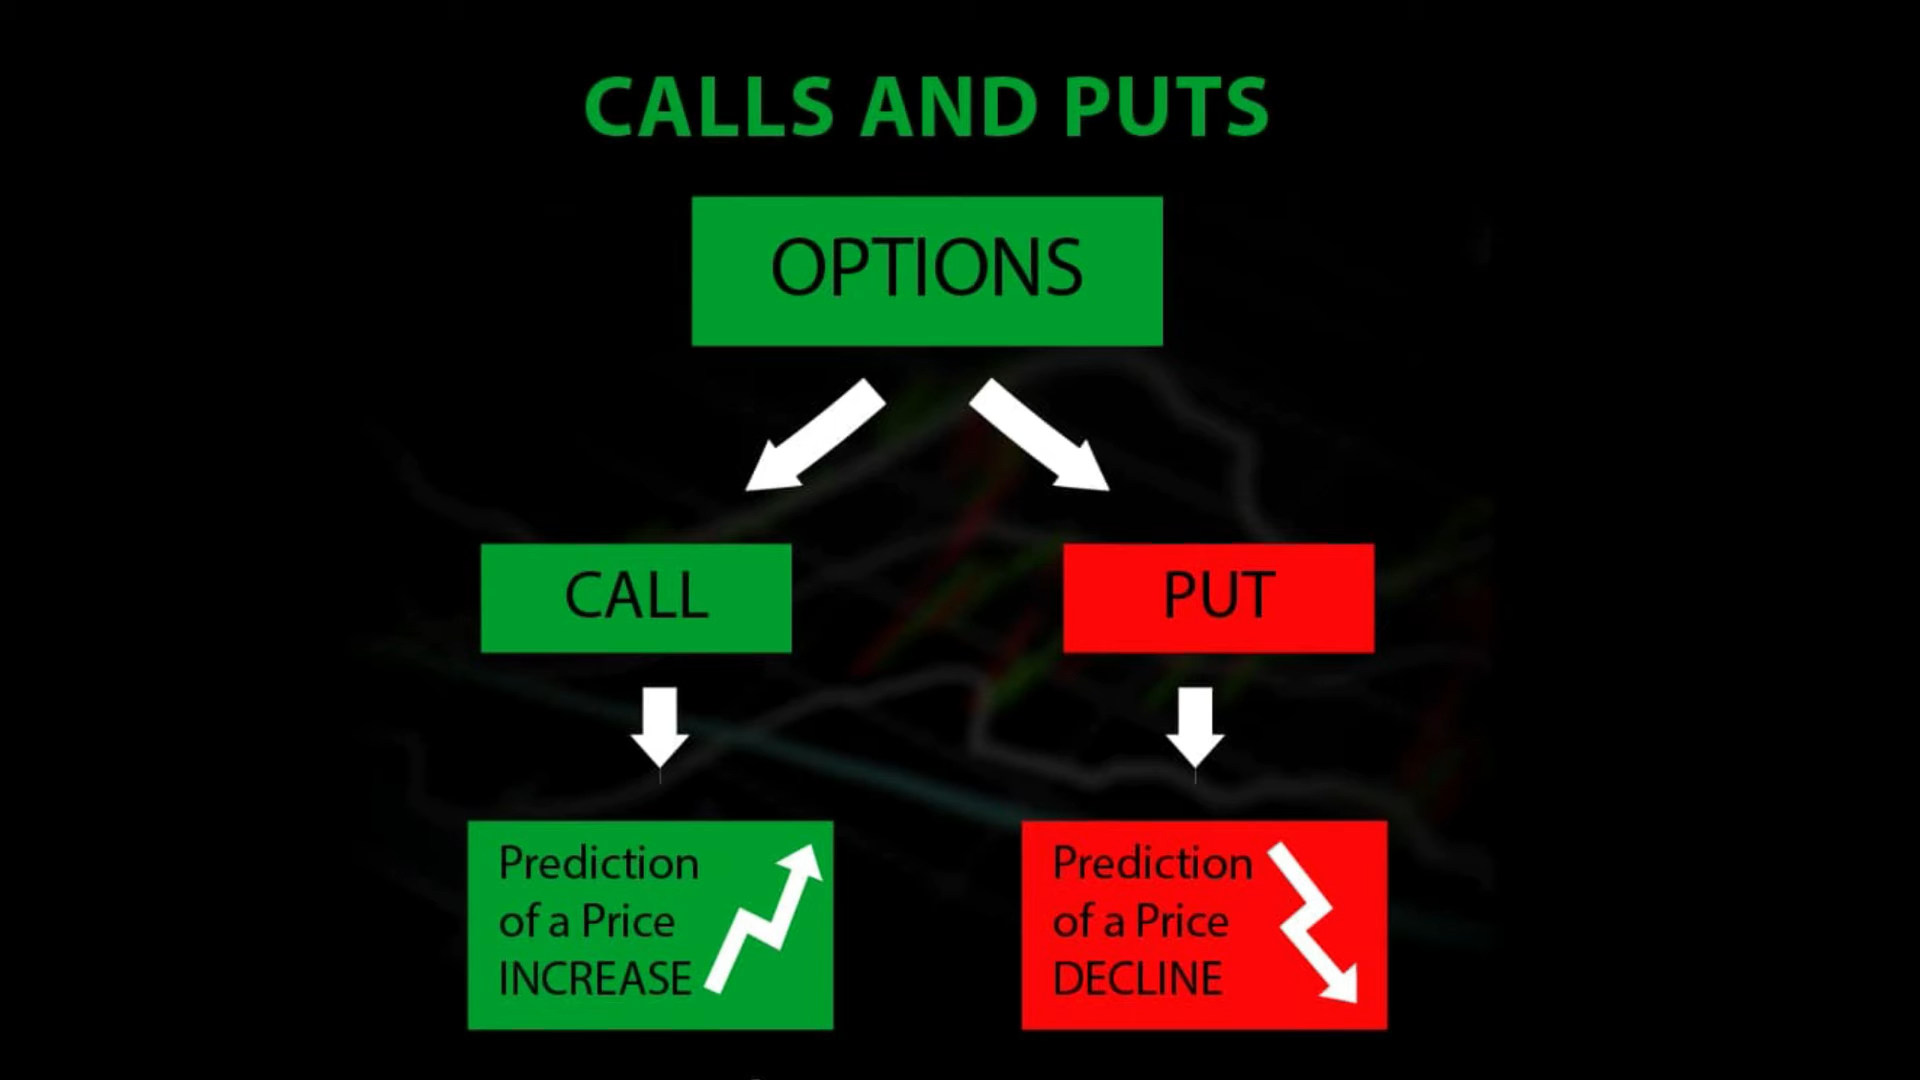 CALLS AND PUTS
OPTIONS
CALL
PUT
Prediction
of a Price
INCREASE
Prediction
of a Price
DECLINE